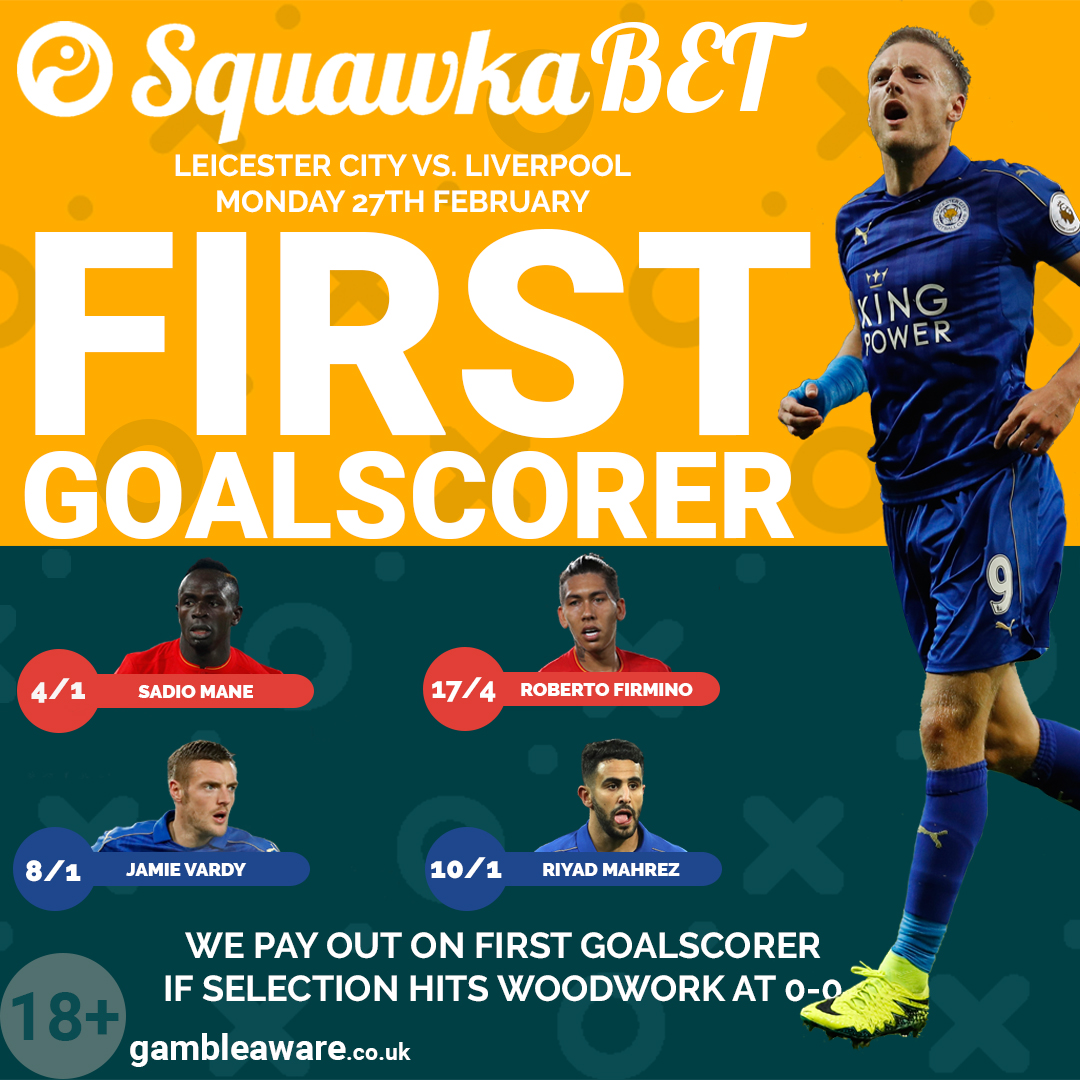 SquawkaBET
LEICESTER CITY VS. LIVERPOOL
MONDAY 27TH FEBRUARY
FIRST
GOALSCORER
KING
POWER
9
4/1 SADIO MANE
17/4 ROBERTO FIRMINO
8/1 JAMIE VARDY
10/1 RIYAD MAHREZ
WE PAY OUT ON FIRST GOALSCORER
IF SELECTION HITS WOODWORK AT 0-0
18+
gambleaware.co.uk